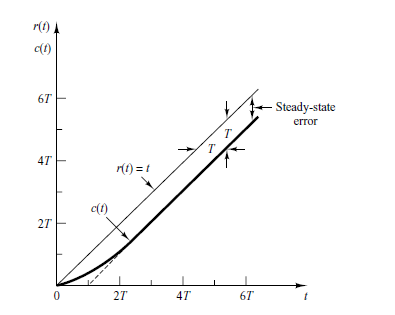 r(t)
c(t)
6T
Steady-state
error
T
T
4T
r(t) = t
c(t)
2T
0
2T
4T
6T
t